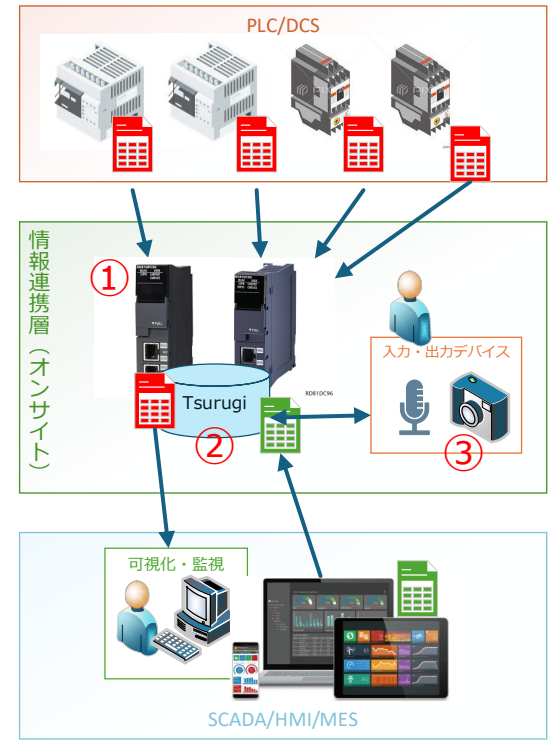 PLC/DCS
情報連携層（オンサイト）
①
入力・出力デバイス
RD81DC96
Tsurugi
②
③
可視化・監視
SCADA/HMI/MES